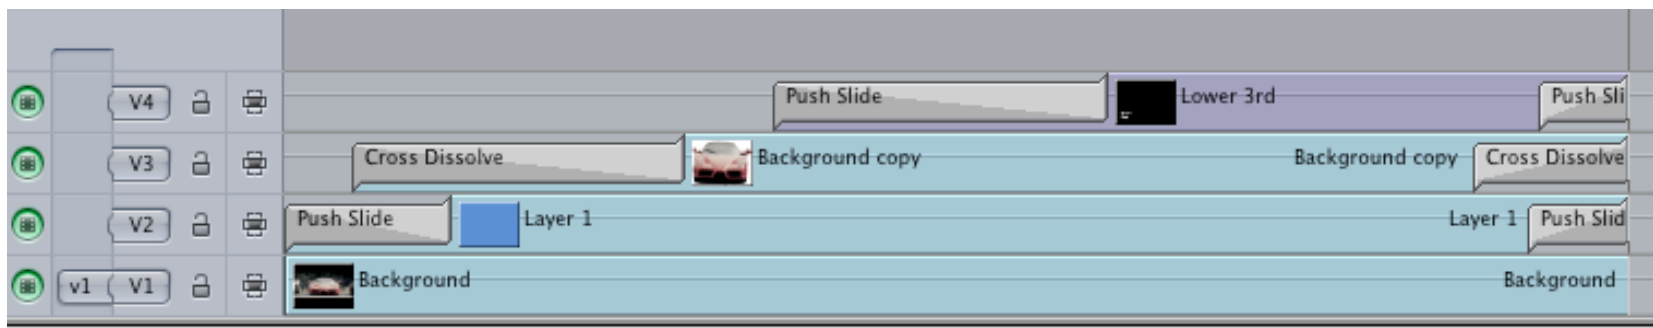 V4 Push Slide Lower 3rd Push Sli
V3 Cross Dissolve Background copy Background copy Cross Dissolve
V2 Push Slide Layer 1 Layer 1 Push Slid
v1 V1 Background Background